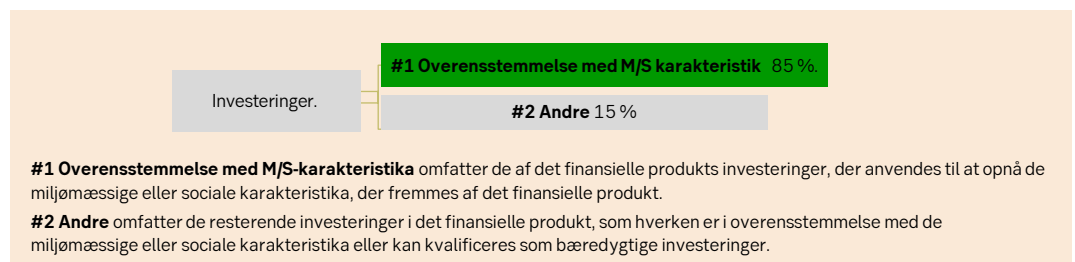 #1 Overensstemmelse med M/S karakteristik 85 %.
Investeringer.
#2 Andre 15 %
#1 Overensstemmelse med M/S-karakteristika omfatter de af det finansielle produkts investeringer, der anvendes til at opnå de
miljømæssige eller sociale karakteristika, der fremmes af det finansielle produkt.
#2 Andre omfatter de resterende investeringer i det finansielle produkt, som hverken er i overensstemmelse med de
miljømæssige eller sociale karakteristika eller kan kvalificeres som bæredygtige investeringer.